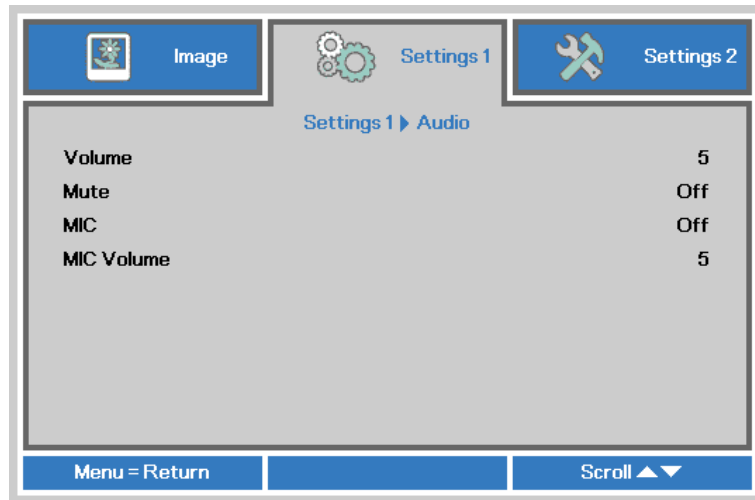 Image
Settings 1
Settings 2
Settings 1 ▶ Audio
Volume 5
Mute Off
MIC Off
MIC Volume 5
Menu = Return
Scroll ▲▼